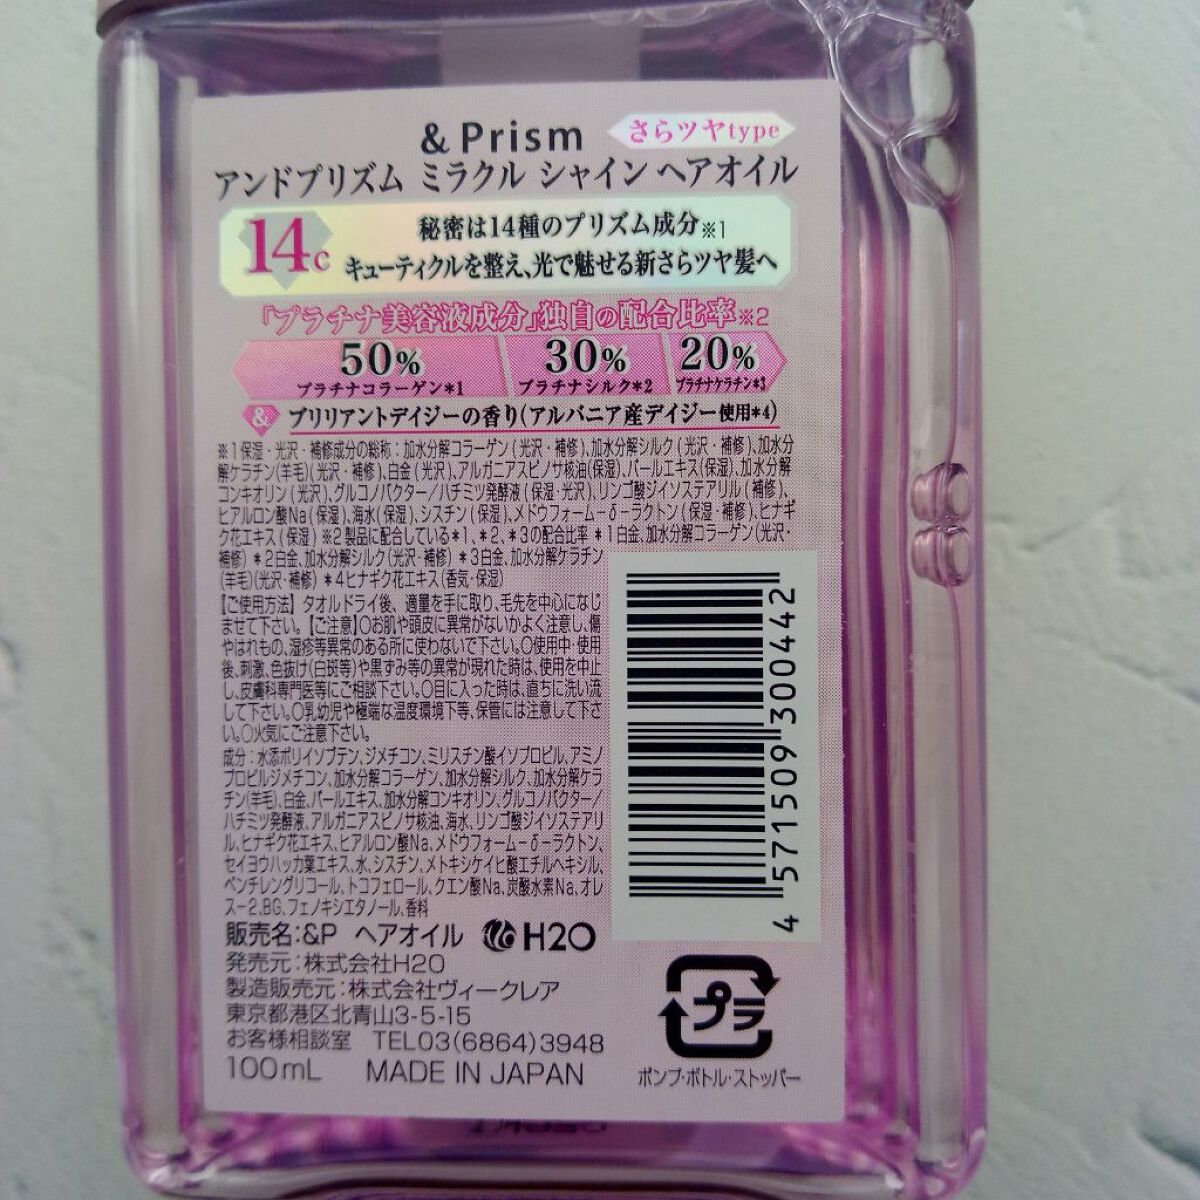 &Prism さらツヤtype
アンドプリズム ミラクル シャイン ヘアオイル
14c
秘密は14種のプリズム成分※1
キューティクルを整え、光で魅せる新さらツヤ髪へ
「プラチナ美容液成分」独自の配合比率※2
50% 30% 20%
プラチナコラーゲン*1 プラチナシルク*2 プラチナケラチン*3
& ブリリアントデイジーの香り(アルバニア産デイジー使用*4)
※1保湿・光沢・補修成分の総称：加水分解コラーゲン(光沢・補修)、加水分解シルク(光沢・補修)、加水分
解ケラチン(羊毛)(光沢・補修)、白金(光沢)、アルガニアスピノサ核油(保湿)、パールエキス(保湿)、加水分解
コンキオリン(光沢)、グルコノバクター/ハチミツ発酵液(保湿・光沢)、リンゴ酸ジイソステアリル(補修)、
ヒアルロン酸Na(保湿)、海水(保湿)、シスチン(保湿)、メドウフォーム-δ-ラクトン(保湿・補修)、ヒナギ
ク花エキス(保湿) ※2製品に配合している*1、*2、*3の配合比率 *1白金、加水分解コラーゲン(光沢・
補修) *2白金、加水分解シルク(光沢・補修) *3白金、加水分解ケラチン
(羊毛)(光沢・補修) *4ヒナギク花エキス(香気・保湿)
【ご使用方法】タオルドライ後、適量を手に取り、毛先を中心になじ
ませて下さい。【ご注意】〇お肌や頭皮に異常がないかよく注意し、傷
やはれもの、湿疹等異常のある所に使わないで下さい。〇使用中・使用
後、刺激、色抜け(白斑等)や黒ずみ等の異常が現れた時は、使用を中止
し、皮膚科専門医等にご相談下さい。〇目に入った時は、直ちに洗い流
して下さい。〇乳幼児や極端な温度環境下等、保管には注意して下さ
い。〇火気にご注意下さい。
成分：水添ポリイソブテン、ジメチコン、ミリスチン酸イソプロピル、アミノ
プロピルジメチコン、加水分解コラーゲン、加水分解シルク、加水分解ケラ
チン(羊毛)、白金、パールエキス、加水分解コンキオリン、グルコノバクター/
ハチミツ発酵液、アルガニアスピノサ核油、海水、リンゴ酸ジイソステアリ
ル、ヒナギク花エキス、ヒアルロン酸Na、メドウフォーム-δ-ラクトン、
セイヨウハッカ葉エキス、水、シスチン、メトキシケイヒ酸エチルヘキシル、
ペンチレングリコール、トコフェロール、クエン酸Na、炭酸水素Na、オレ
ス-2、BG、フェノキシエタノール、香料
販売名:&P ヘアオイル H2O
発売元:株式会社H2O
製造販売元:株式会社ヴィークレア
東京都港区北青山3-5-15
お客様相談室 TEL03(6864)3948
100mL MADE IN JAPAN
4571509300442
プラ
ポンプ・ボトル・ストッパー